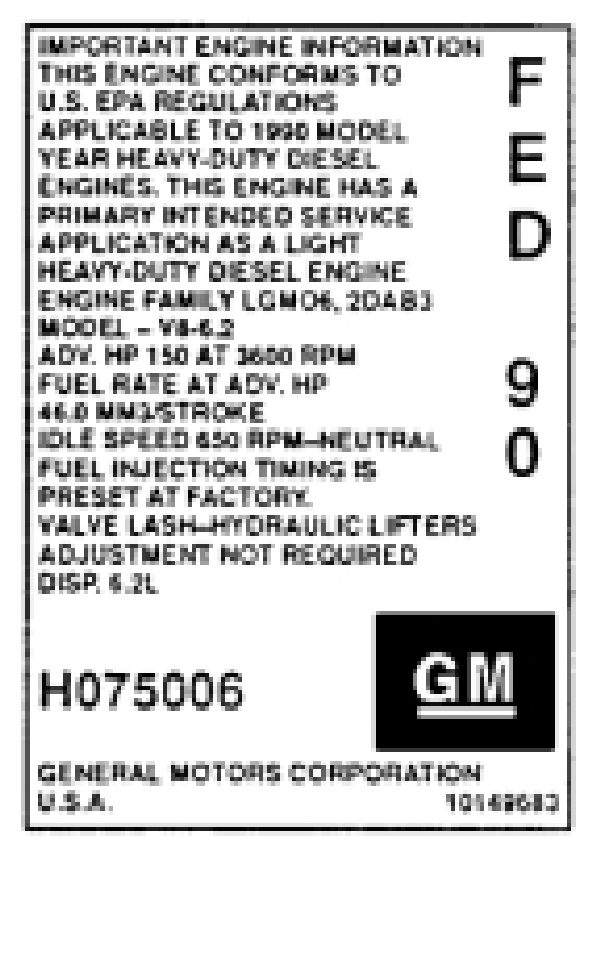 IMPORTANT ENGINE INFORMATION
THIS ENGINE CONFORMS TO
U.S. EPA REGULATIONS
APPLICABLE TO 1990 MODEL
YEAR HEAVY-DUTY DIESEL
ENGINES. THIS ENGINE HAS A
PRIMARY INTENDED SERVICE
APPLICATION AS A LIGHT
HEAVY-DUTY DIESEL ENGINE
ENGINE FAMILY
MODEL – V8-6.2
ADV. HP 150 AT 3600 RPM
FUEL RATE AT ADV. HP
46.0 MM3/STROKE
IDLE SPEED 650 RPM–NEUTRAL
FUEL INJECTION TIMING IS
PRESET AT FACTORY.
VALVE LASH–HYDRAULIC LIFTERS
ADJUSTMENT NOT REQUIRED
DISP. 6.2L
F
E
D
9
0
H075006
GM
GENERAL MOTORS CORPORATION
U.S.A.